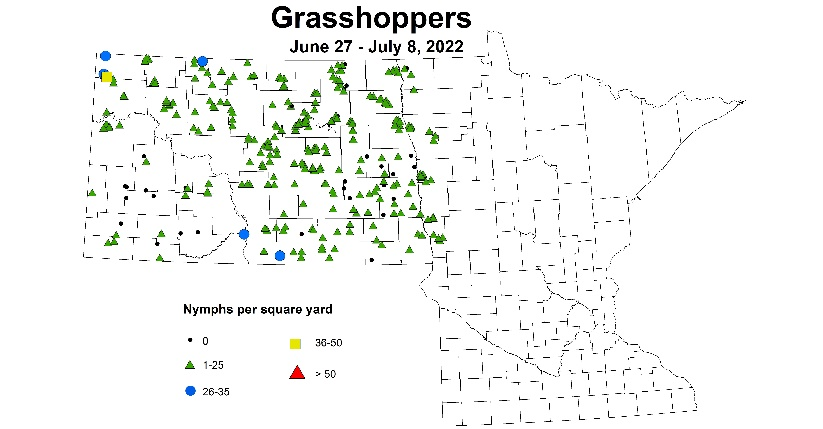 Grasshoppers
June 27 - July 8, 2022
Nymphs per square yard
0
1-25
26-35
36-50
> 50